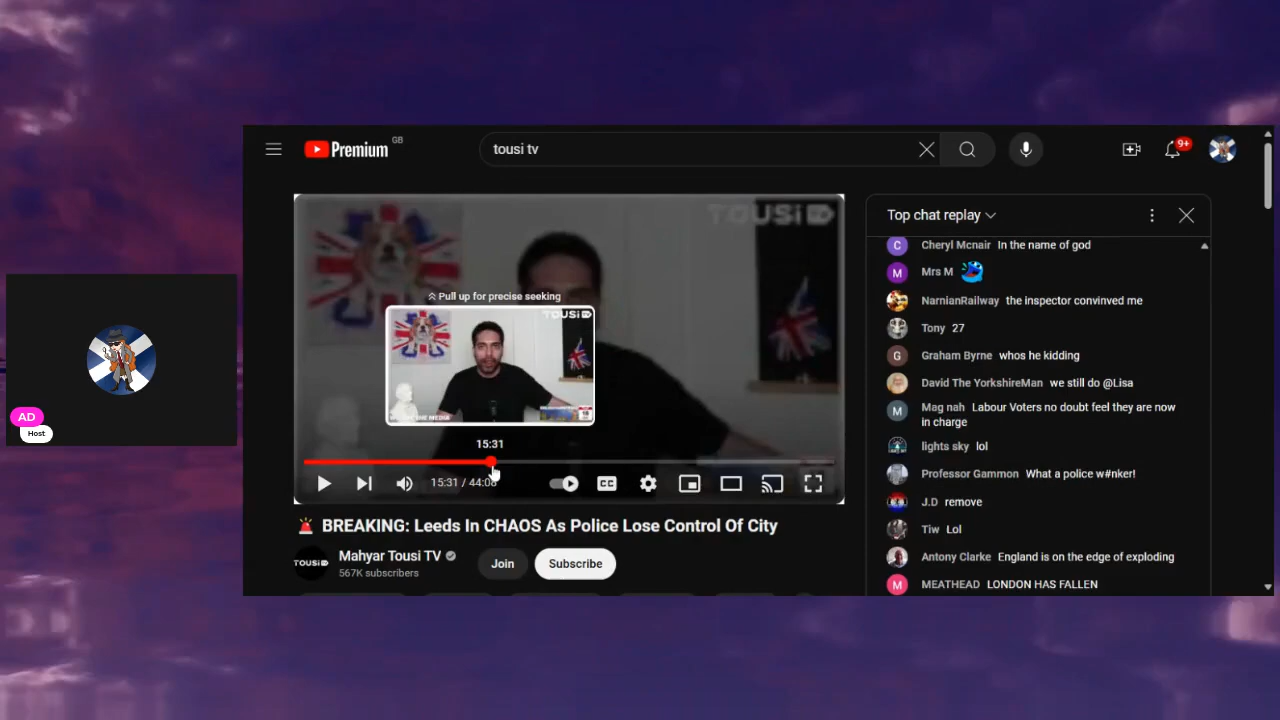 Premium GB
tousi tv
9+
TOUSi
Top chat replay
Cheryl Mcnair In the name of god
Mrs M
NarnianRailway the inspector convinved me
Tony 27
Graham Byrne whos he kidding
David The YorkshireMan we still do @Lisa
Mag nah Labour Voters no doubt feel they are now
in charge
lights sky lol
Professor Gammon What a police w#nker!
J.D remove
Tiw Lol
Antony Clarke England is on the edge of exploding
MEATHEAD LONDON HAS FALLEN
Pull up for precise seeking
TOUSi
15:31
15:31 / 44:08
CC
BREAKING: Leeds In CHAOS As Police Lose Control Of City
TOUSi
Mahyar Tousi TV
567K subscribers
Join
Subscribe
AD
Host